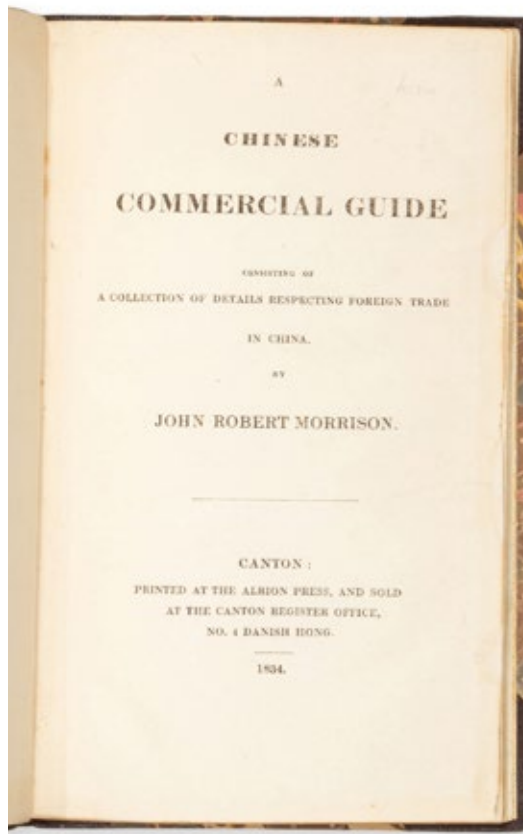 A
CHINESE
COMMERCIAL GUIDE
CONSISTING OF
A COLLECTION OF DETAILS RESPECTING FOREIGN TRADE
IN CHINA.
BY
JOHN ROBERT MORRISON.
CANTON :
PRINTED AT THE ALBION PRESS, AND SOLD
AT THE CANTON REGISTER OFFICE,
NO. 4 DANISH HONG.
1834.